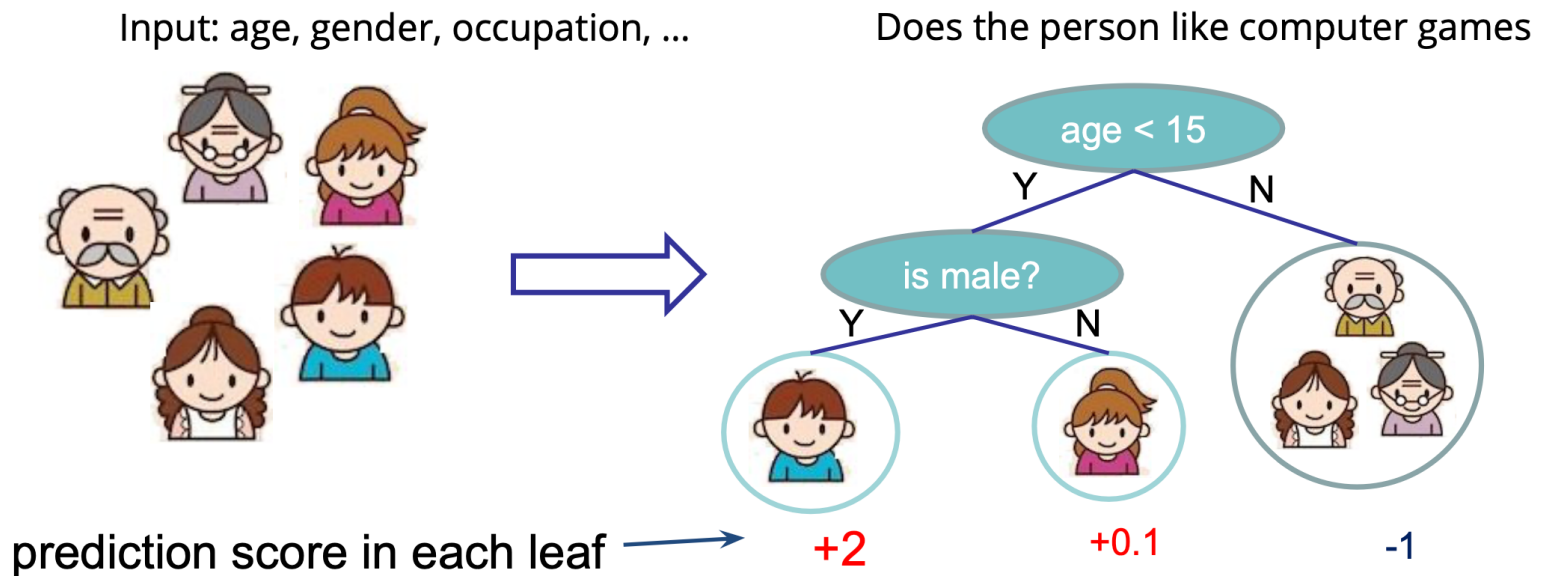 Input: age, gender, occupation, ...
Does the person like computer games
age < 15
Y
N
is male?
Y
N
prediction score in each leaf
+2
+0.1
-1